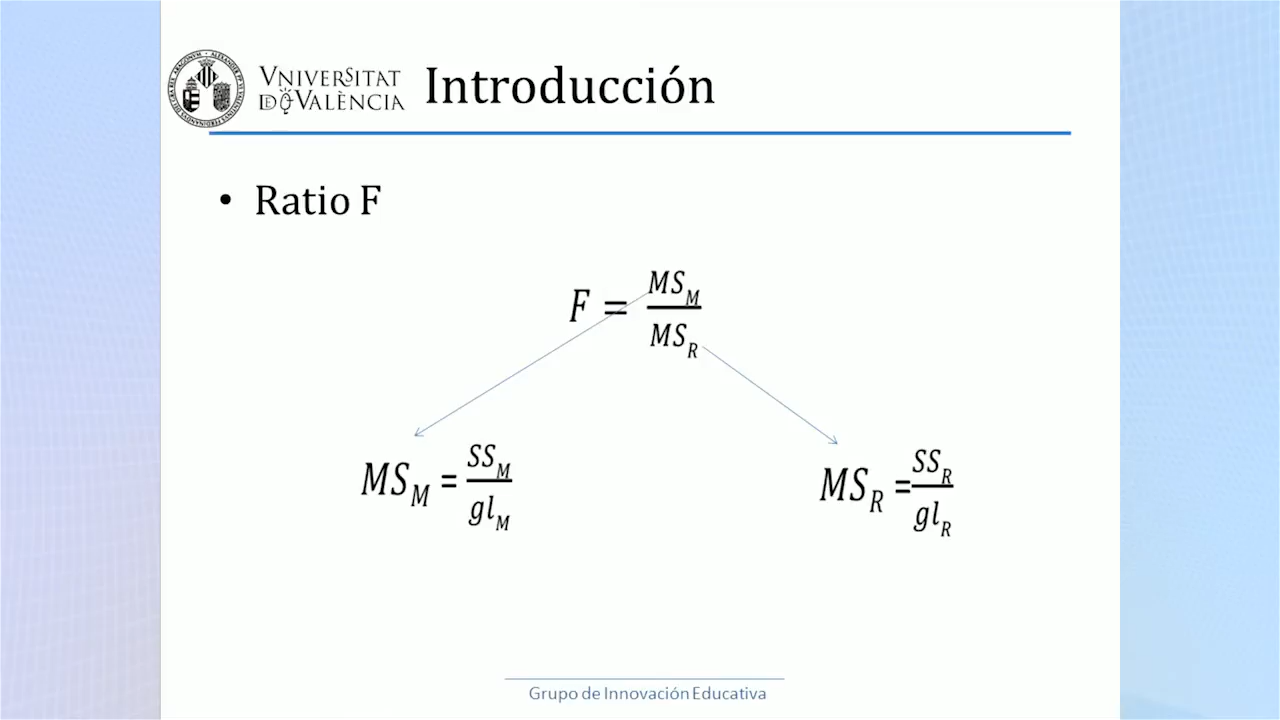 VNIVERSITAT
DE VALÈNCIA
Introducción
• Ratio F
F = MS_M / MS_R
MS_M = SS_M / gl_M
MS_R = SS_R / gl_R
Grupo de Innovación Educativa